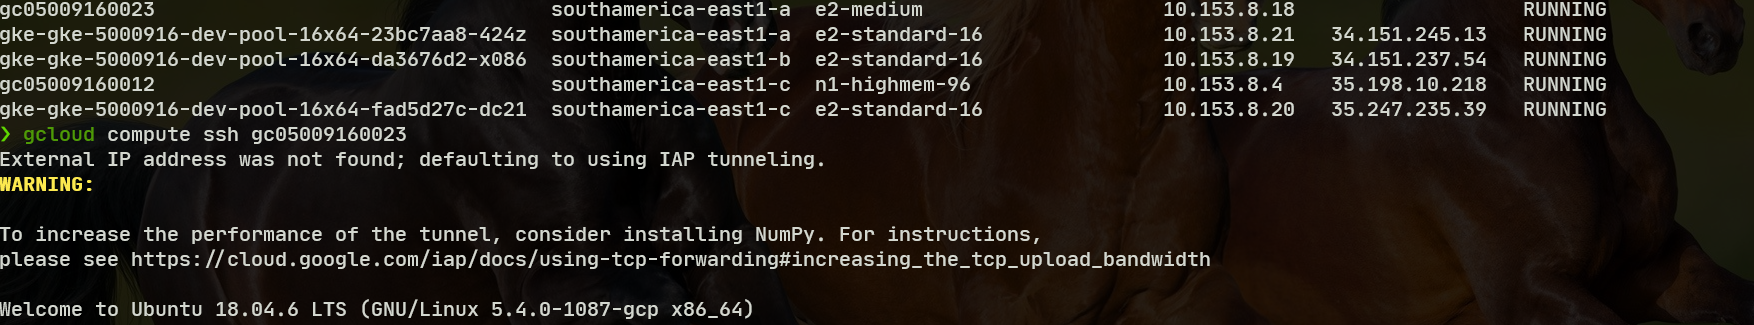 gc05009160023 southamerica-east1-a e2-medium 10.153.8.18 RUNNING
gke-gke-5000916-dev-pool-16x64-23bc7aa8-424z southamerica-east1-a e2-standard-16 10.153.8.21 34.151.245.13 RUNNING
gke-gke-5000916-dev-pool-16x64-da3676d2-x086 southamerica-east1-b e2-standard-16 10.153.8.19 34.151.237.54 RUNNING
gc05009160012 southamerica-east1-c n1-highmem-96 10.153.8.4 35.198.10.218 RUNNING
gke-gke-5000916-dev-pool-16x64-fad5d27c-dc21 southamerica-east1-c e2-standard-16 10.153.8.20 35.247.235.39 RUNNING
❯ gcloud compute ssh gc05009160023
External IP address was not found; defaulting to using IAP tunneling.
WARNING:
To increase the performance of the tunnel, consider installing NumPy. For instructions,
please see https://cloud.google.com/iap/docs/using-tcp-forwarding#increasing_the_tcp_upload_bandwidth
Welcome to Ubuntu 18.04.6 LTS (GNU/Linux 5.4.0-1087-gcp x86_64)